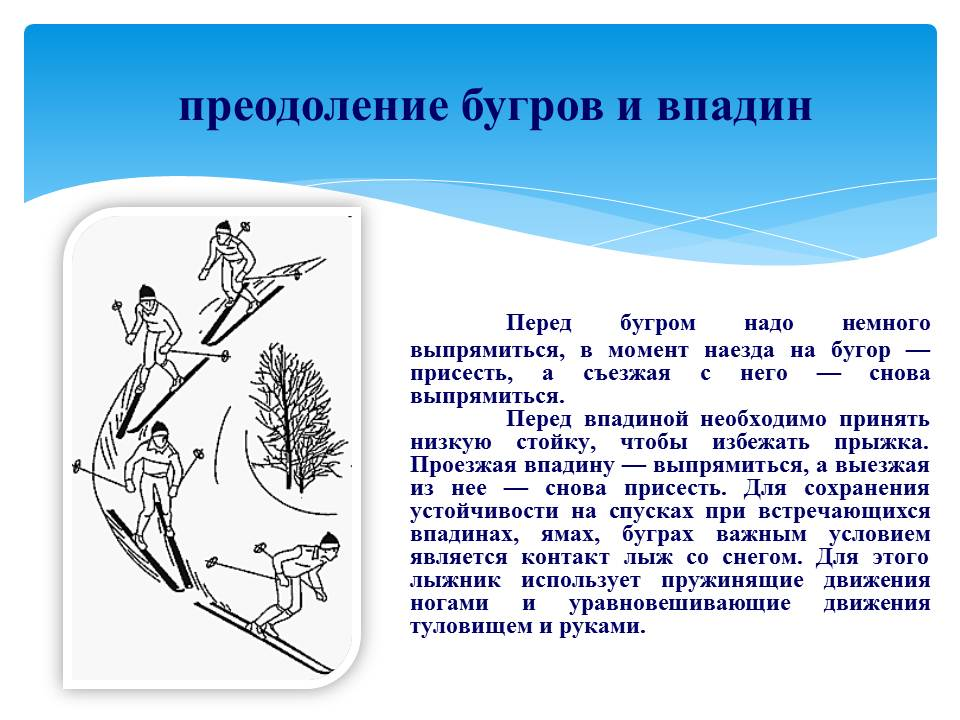 преодоление бугров и впадин
Перед бугром надо немного
выпрямиться, в момент наезда на бугор —
присесть, а съезжая с него — снова
выпрямиться.
Перед впадиной необходимо принять
низкую стойку, чтобы избежать прыжка.
Проезжая впадину — выпрямиться, а выезжая
из нее — снова присесть. Для сохранения
устойчивости на спусках при встречающихся
впадинах, ямах, буграх важным условием
является контакт лыж со снегом. Для этого
лыжник использует пружинящие движения
ногами и уравновешивающие движения
туловищем и руками.